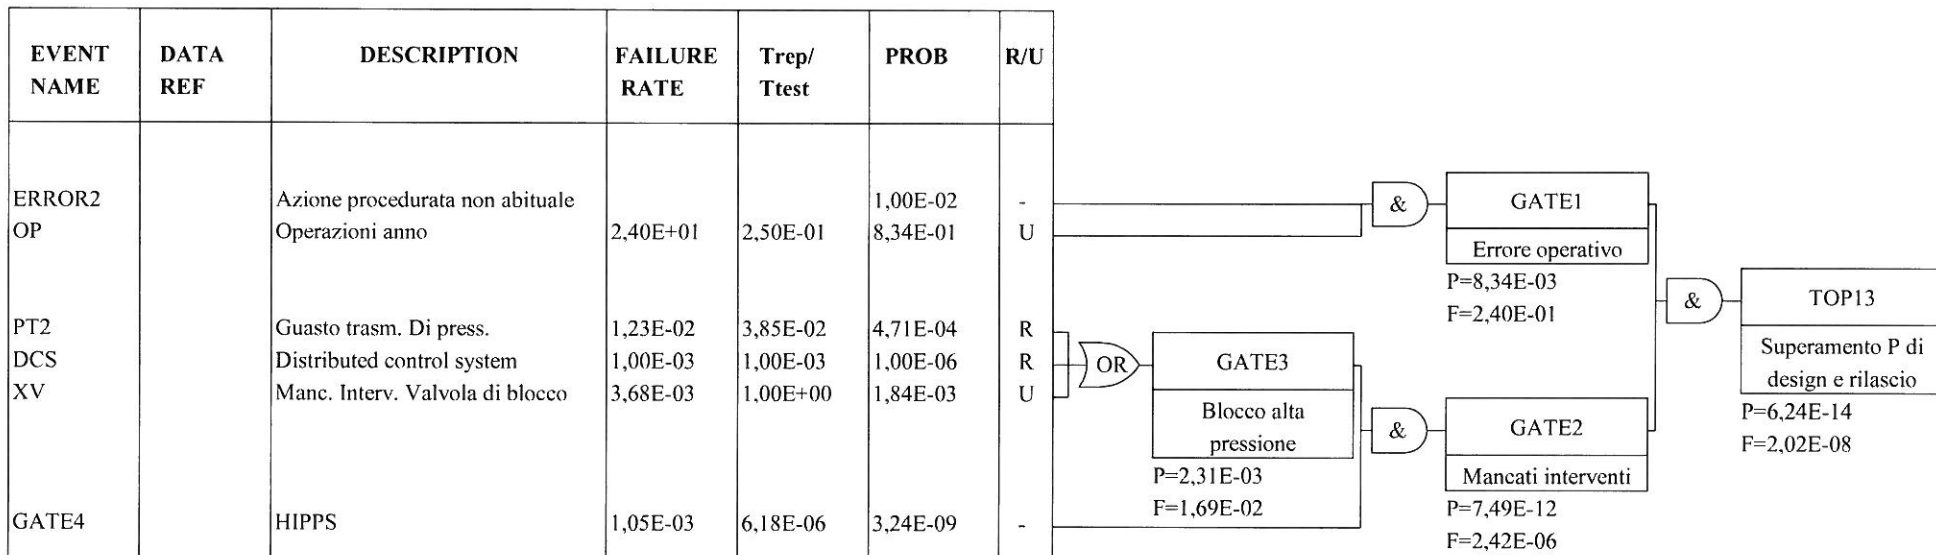 EVENT NAME DATA REF DESCRIPTION FAILURE RATE Trep/ Ttest PROB R/U
ERROR2 Azione procedurata non abituale 1,00E-02 -
OP Operazioni anno 2,40E+01 2,50E-01 8,34E-01 U
PT2 Guasto trasm. Di press. 1,23E-02 3,85E-02 4,71E-04 R
DCS Distributed control system 1,00E-03 1,00E-03 1,00E-06 R
XV Manc. Interv. Valvola di blocco 3,68E-03 1,00E+00 1,84E-03 U
GATE4 HIPPS 1,05E-03 6,18E-06 3,24E-09 -
&
GATE1
Errore operativo
P=8,34E-03
F=2,40E-01
OR
GATE3
Blocco alta
pressione
P=2,31E-03
F=1,69E-02
&
GATE2
Mancati interventi
P=7,49E-12
F=2,42E-06
&
TOP13
Superamento P di
design e rilascio
P=6,24E-14
F=2,02E-08